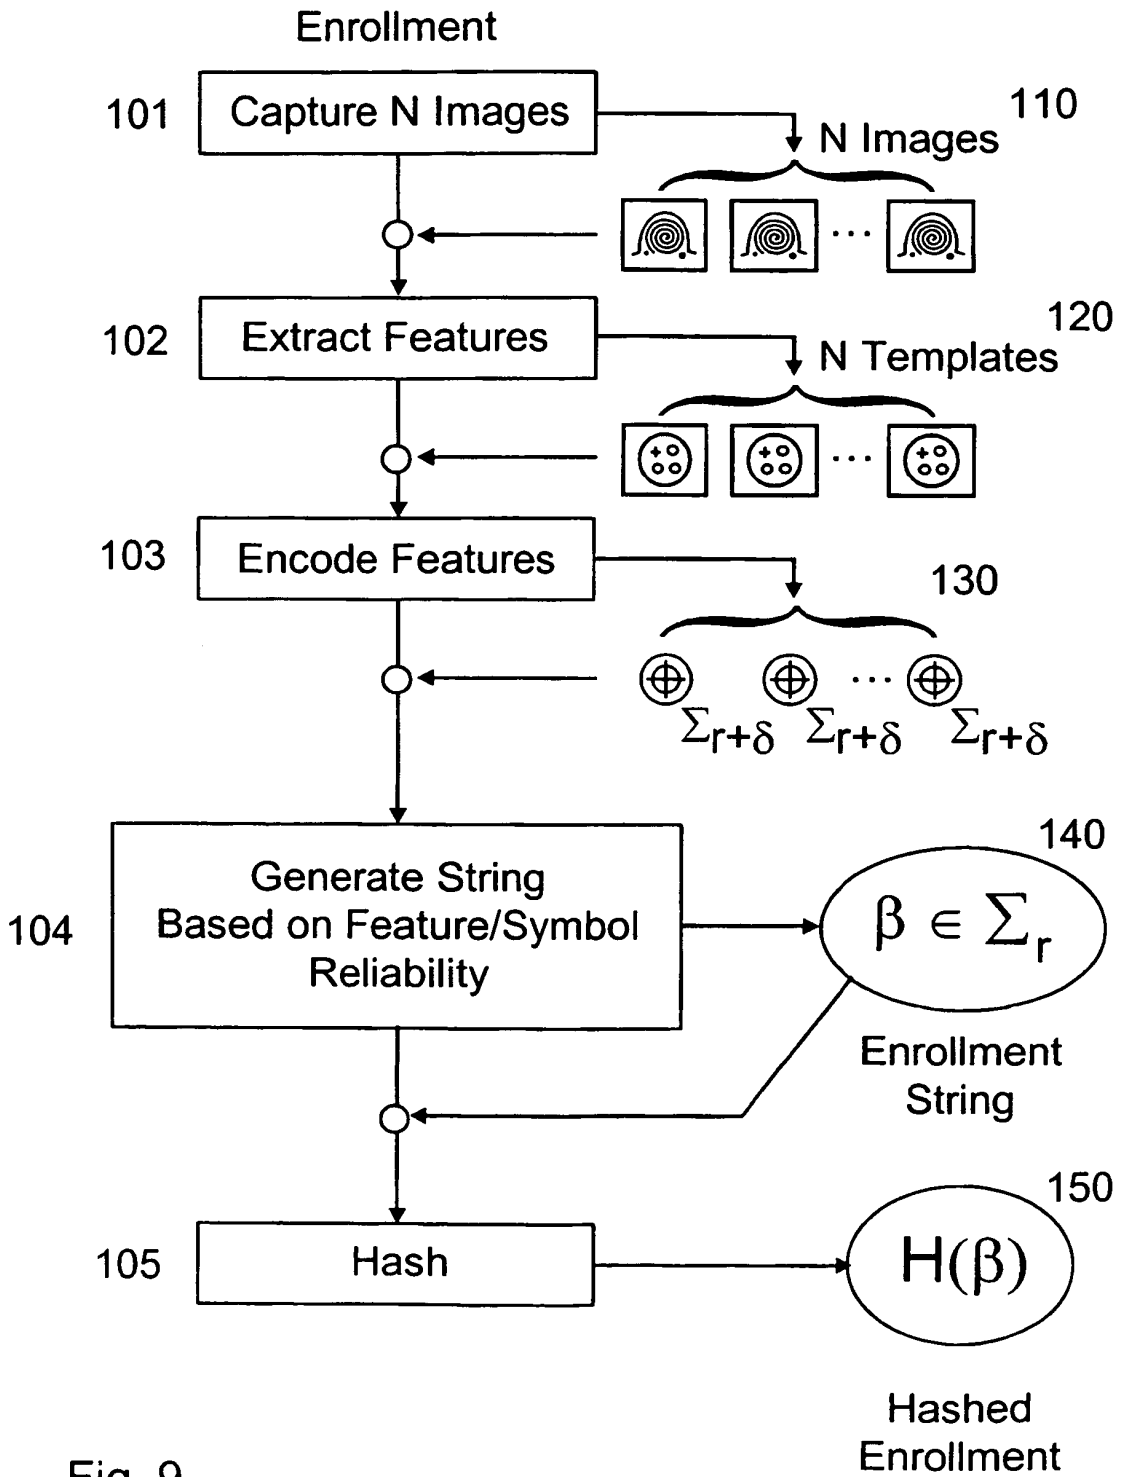 Enrollment
101
Capture N Images
110
N Images
...
102
Extract Features
120
N Templates
...
103
Encode Features
130
...
Σr+δ Σr+δ Σr+δ
104
Generate String
Based on Feature/Symbol
Reliability
140
β ∈ Σr
Enrollment
String
105
Hash
150
H(β)
Hashed
Enrollment
Fig. 9